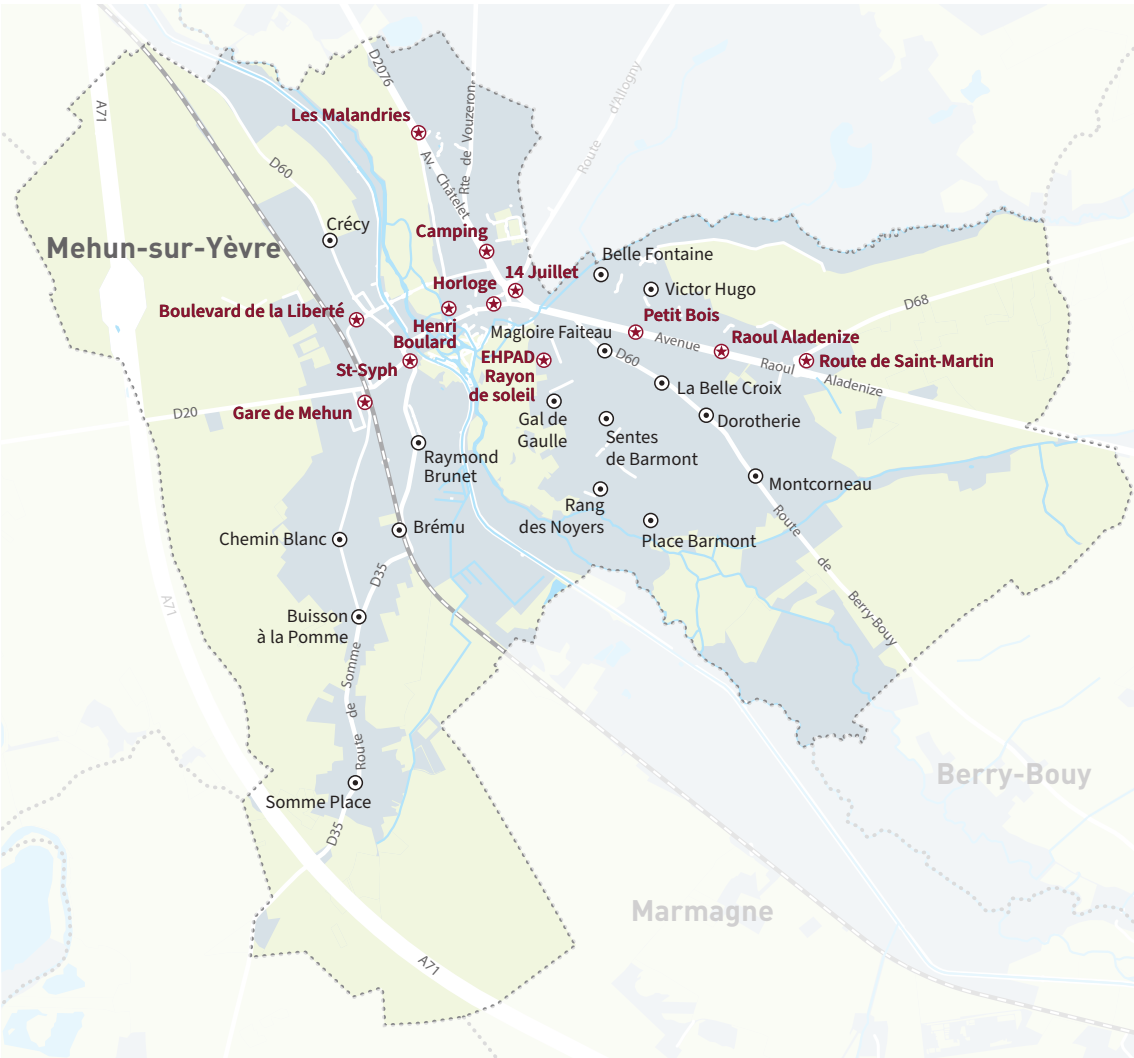 D2076
A71
Rte de Vouzeron
Route d'Allogny
Les Malandries
Av. Châtelet
D60
Crécy
Camping
Mehun-sur-Yèvre
Belle Fontaine
14 Juillet
Horloge
Victor Hugo
D68
Boulevard de la Liberté
Petit Bois
Henri
Boulard
Magloire Faiteau
Avenue Raoul Aladenize
Raoul Aladenize
EHPAD
Rayon
de soleil
D60
Route de Saint-Martin
St-Syph
La Belle Croix
Gare de Mehun
D20
Gal de
Gaulle
Dorotherie
Sentes
de Barmont
Raymond
Brunet
Montcorneau
Rang
des Noyers
Route de Berry-Bouy
Brému
Chemin Blanc
Place Barmont
D35
A71
Buisson
à la Pomme
Route de Somme
Berry-Bouy
Somme Place
D35
Marmagne
A71